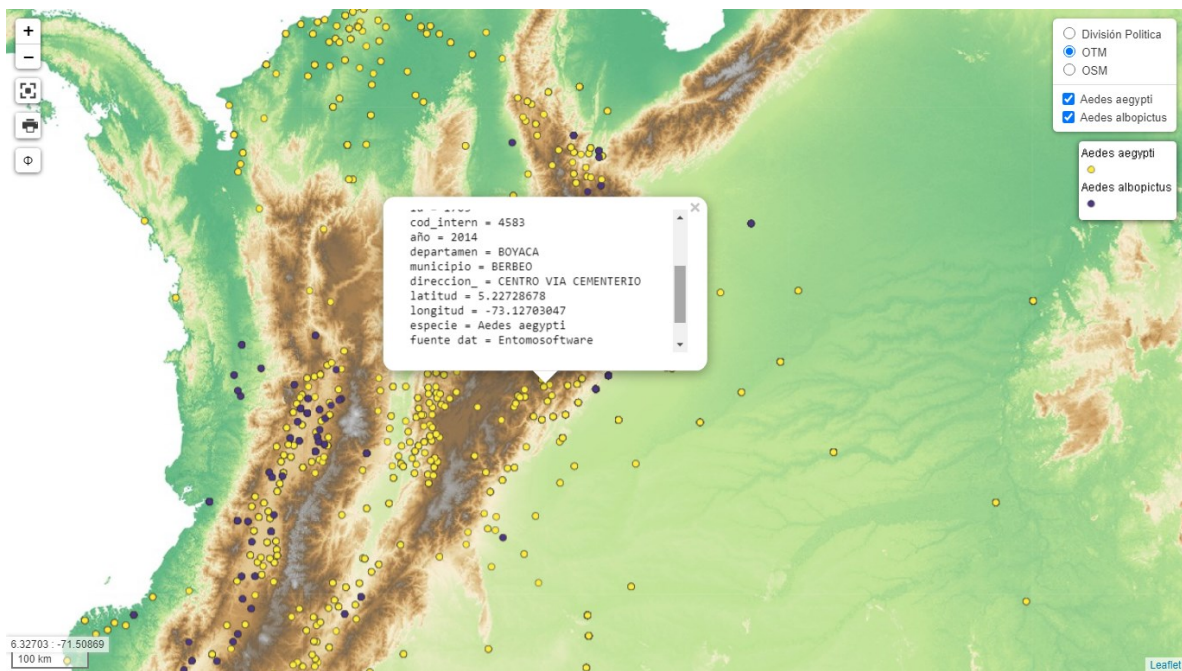 +
−
División Politica
OTM
OSM
Aedes aegypti
Aedes albopictus
Aedes aegypti
Aedes albopictus
×
cod_intern = 4583
año = 2014
departamen = BOYACA
municipio = BERBEO
direccion_ = CENTRO VIA CEMENTERIO
latitud = 5.22728678
longitud = -73.12703047
especie = Aedes aegypti
fuente dat = Entomosoftware
6.32703 : -71.50869
100 km
Leaflet